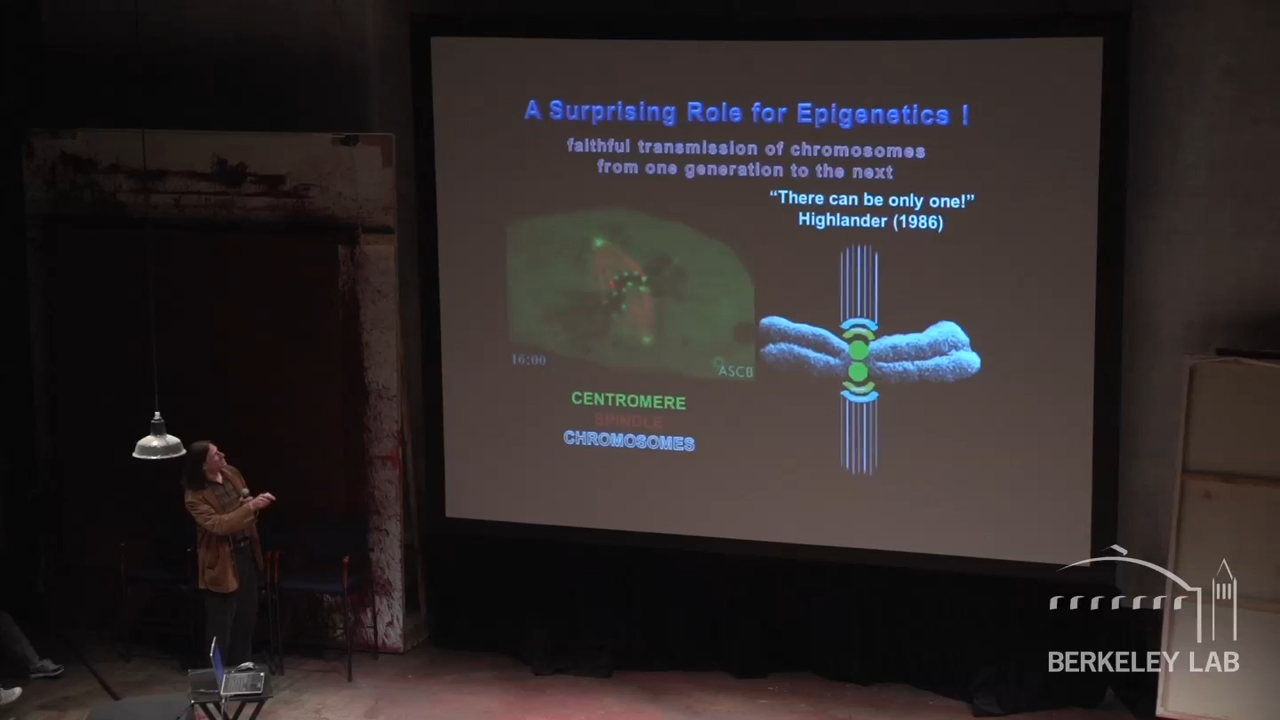 A Surprising Role for Epigenetics !
faithful transmission of chromosomes
from one generation to the next
“There can be only one!”
Highlander (1986)
16:00
ASCB
CENTROMERE
SPINDLE
CHROMOSOMES
BERKELEY LAB